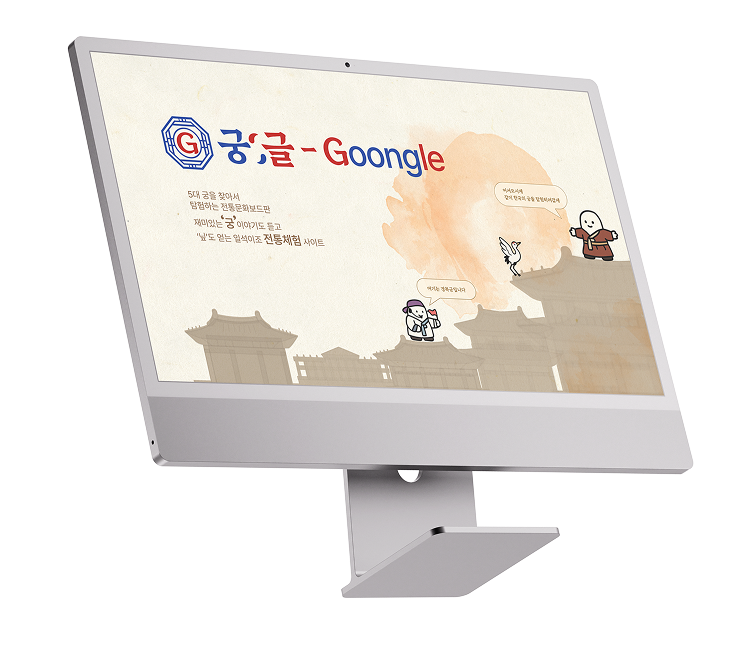 G 궁,글 - Goongle
5대 궁을 찾아서
탐험하는 전통문화보드판
재미있는 '궁' 이야기도 듣고
'낲'도 얻는 일석이조 전통체험 사이트
어서오시게
같이 한국의 궁을 탐험하러갑세
여기는 경복궁입니다